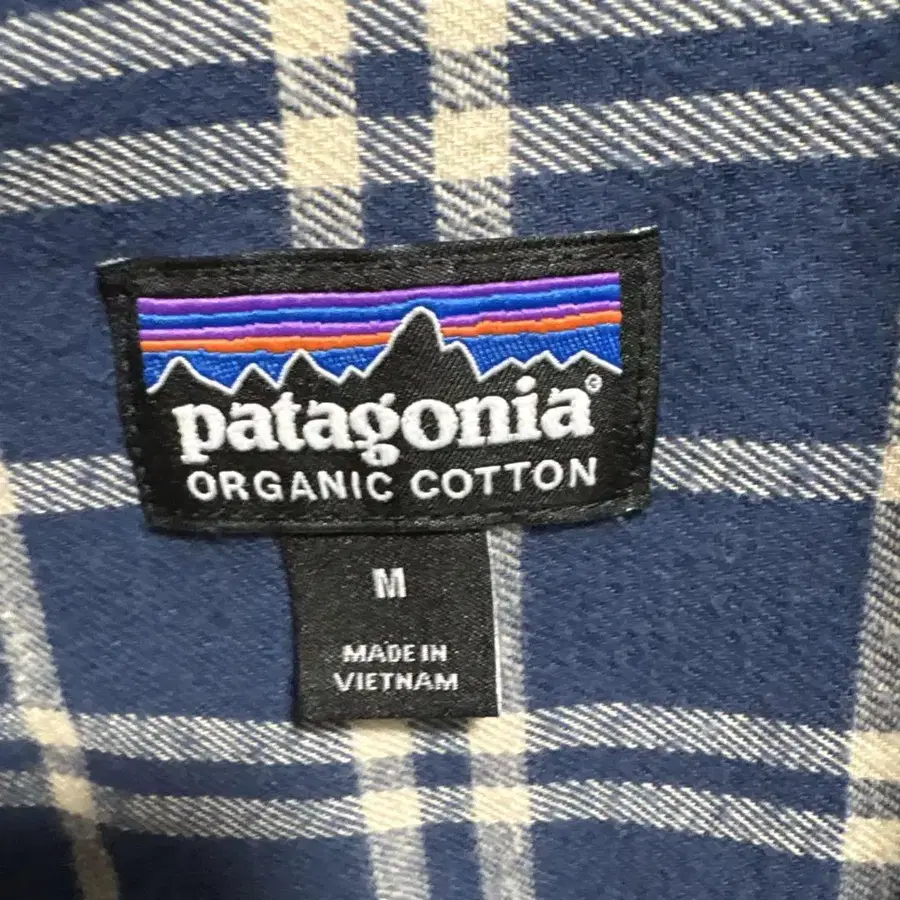 patagonia®
ORGANIC COTTON
M
MADE IN
VIETNAM